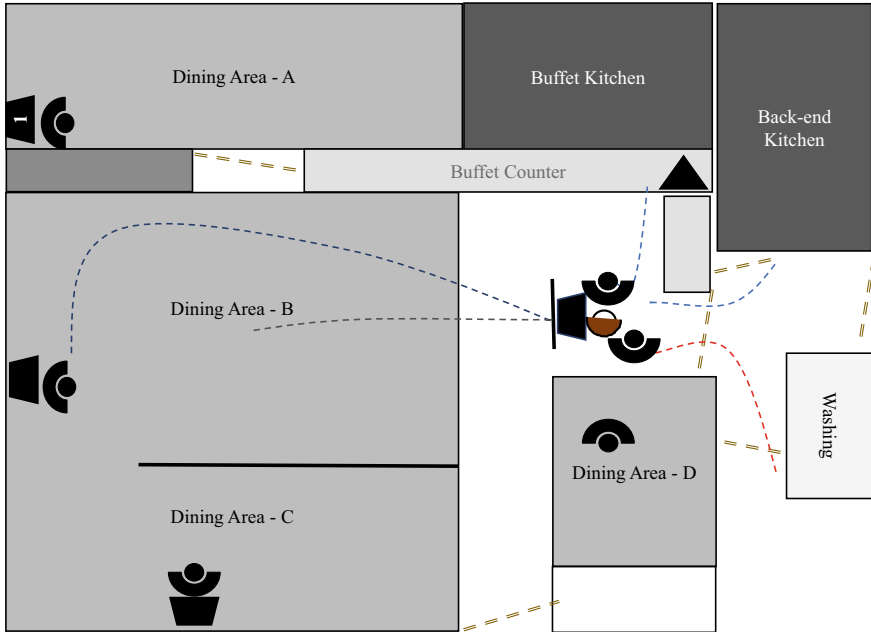 Dining Area - A
Buffet Kitchen
Back-end
Kitchen
1
Buffet Counter
Dining Area - B
Washing
Dining Area - D
Dining Area - C